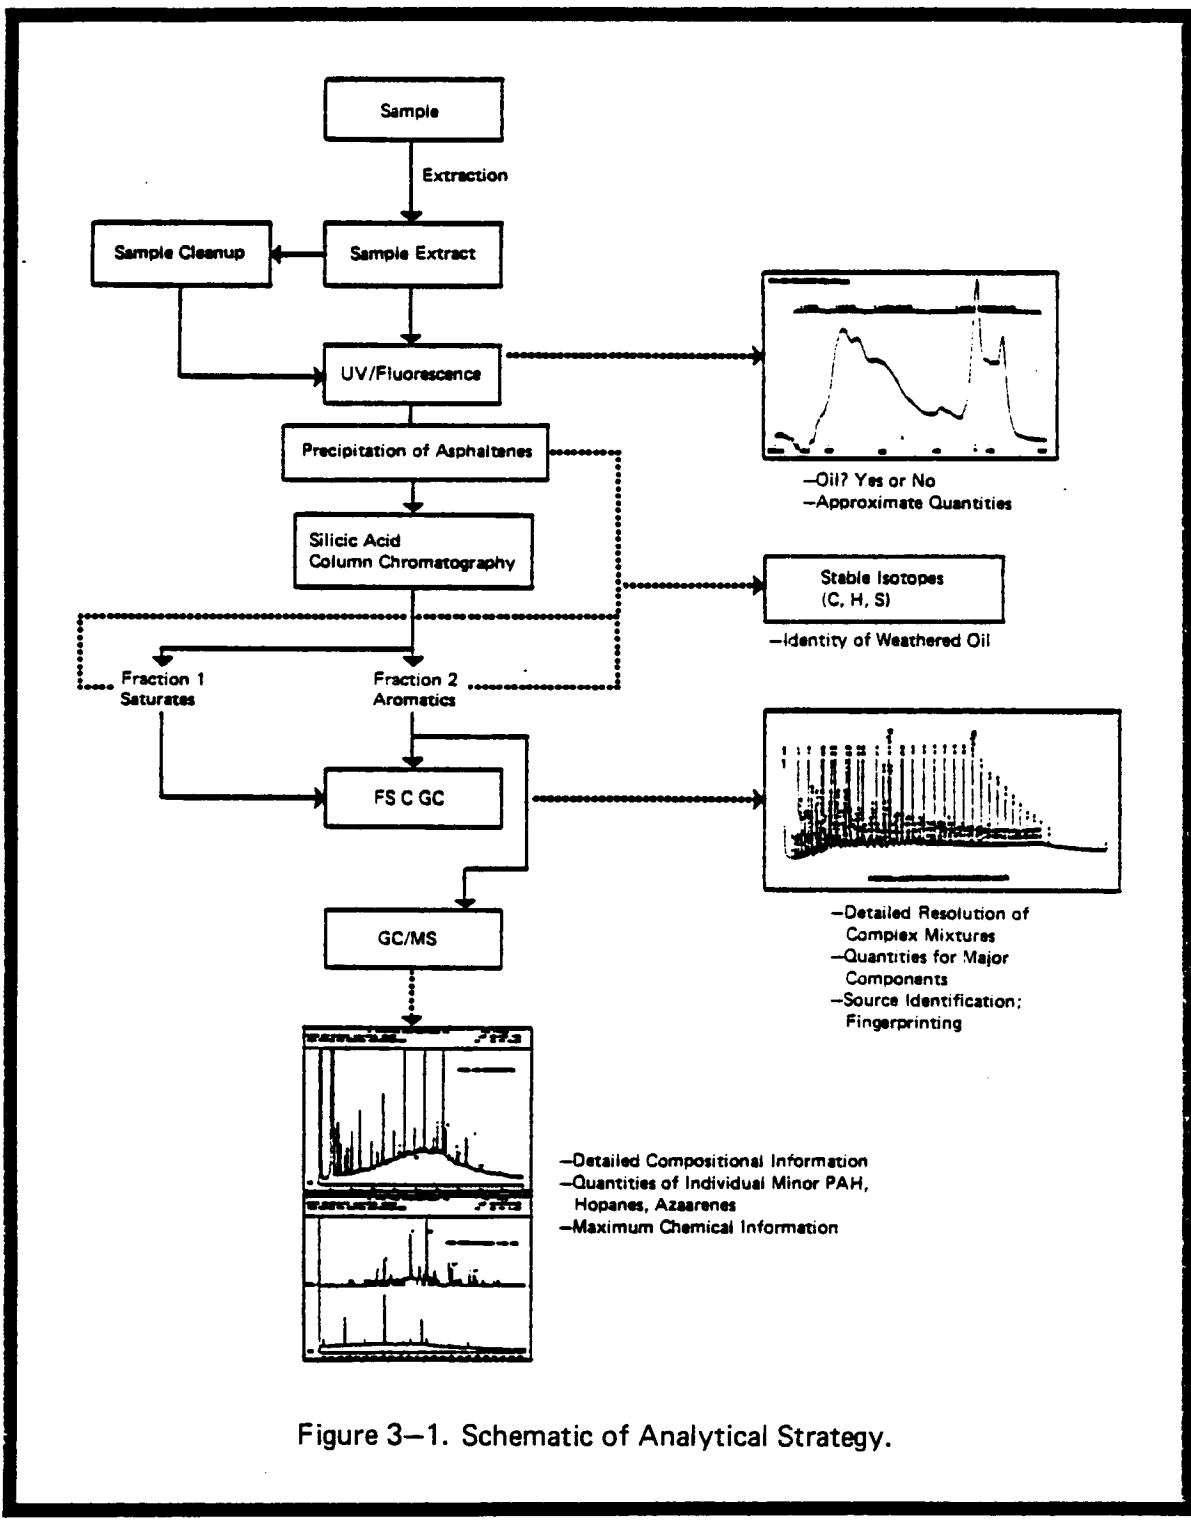 Sample
Extraction
Sample Cleanup
Sample Extract
UV/Fluorescence
Precipitation of Asphaltenes
—Oil? Yes or No
—Approximate Quantities
Silicic Acid
Column Chromatography
Stable Isotopes
(C, H, S)
—Identity of Weathered Oil
Fraction 1
Saturates
Fraction 2
Aromatics
FS C GC
—Detailed Resolution of
Complex Mixtures
—Quantities for Major
Components
—Source Identification;
Fingerprinting
GC/MS
—Detailed Compositional Information
—Quantities of Individual Minor PAH,
Hopanes, Azaarenes
—Maximum Chemical Information
Figure 3—1. Schematic of Analytical Strategy.